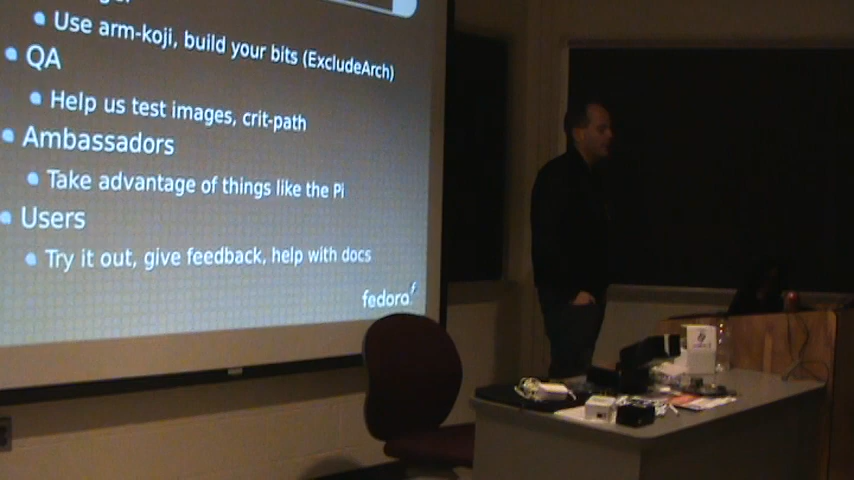 Use arm-koji, build your bits (ExcludeArch)
QA
Help us test images, crit-path
Ambassadors
Take advantage of things like the Pi
Users
Try it out, give feedback, help with docs
fedora